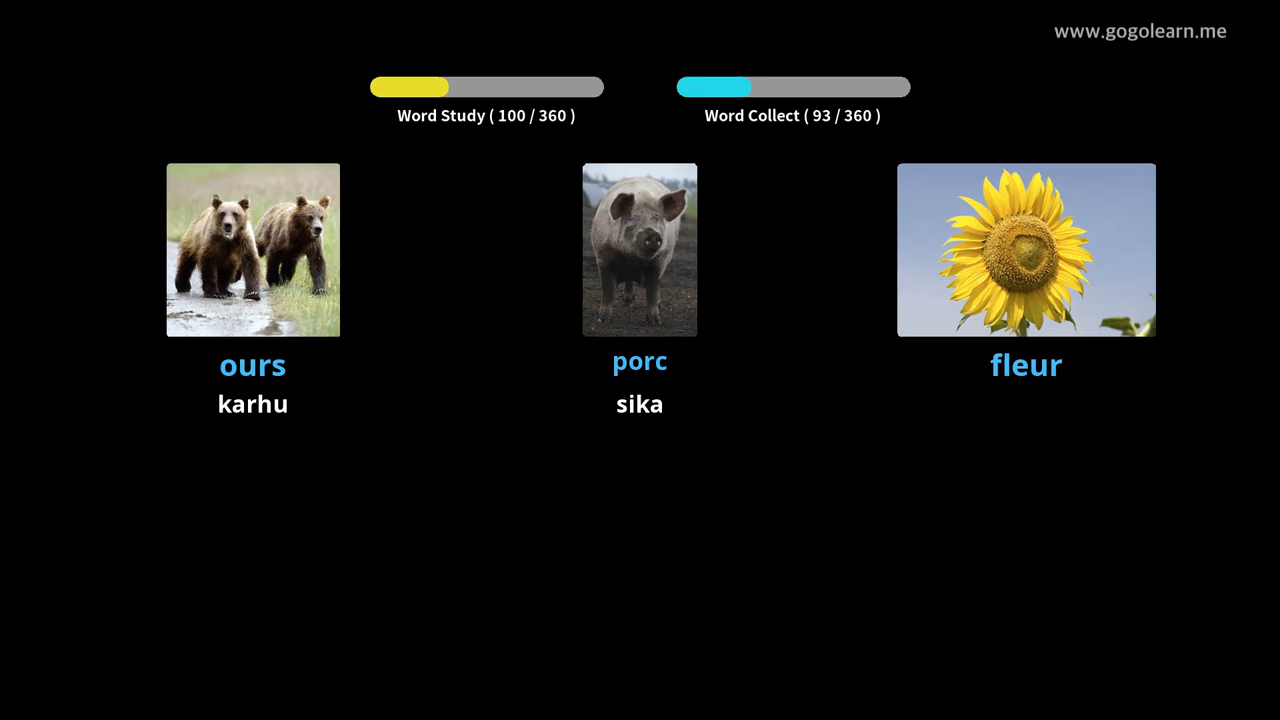 www.gogolearn.me
Word Study ( 100 / 360 )
Word Collect ( 93 / 360 )
ours
porc
fleur
karhu
sika